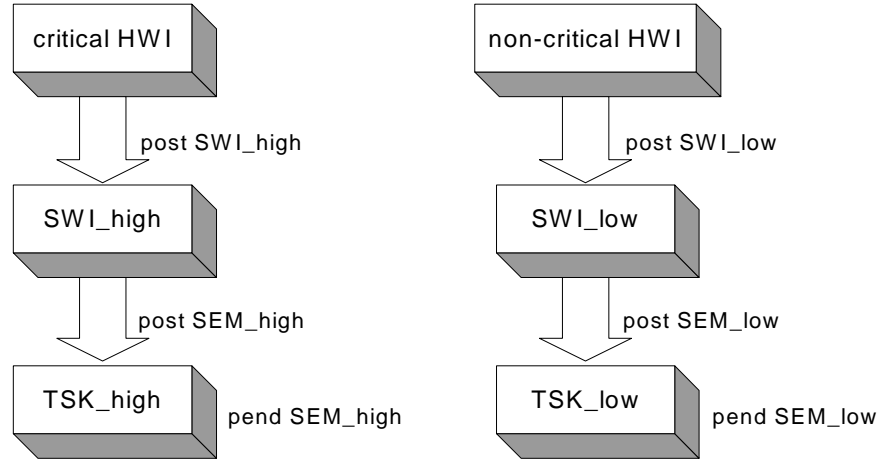 critical HWI
post SWI_high
SWI_high
post SEM_high
TSK_high
pend SEM_high
non-critical HWI
post SWI_low
SWI_low
post SEM_low
TSK_low
pend SEM_low